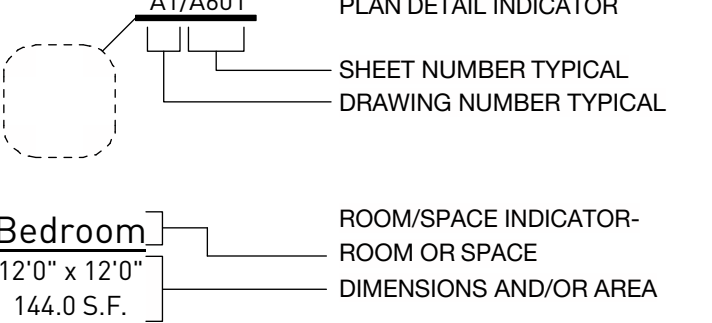 A1/A601
PLAN DETAIL INDICATOR
SHEET NUMBER TYPICAL
DRAWING NUMBER TYPICAL
Bedroom
12'0" x 12'0"
144.0 S.F.
ROOM/SPACE INDICATOR-
ROOM OR SPACE
DIMENSIONS AND/OR AREA